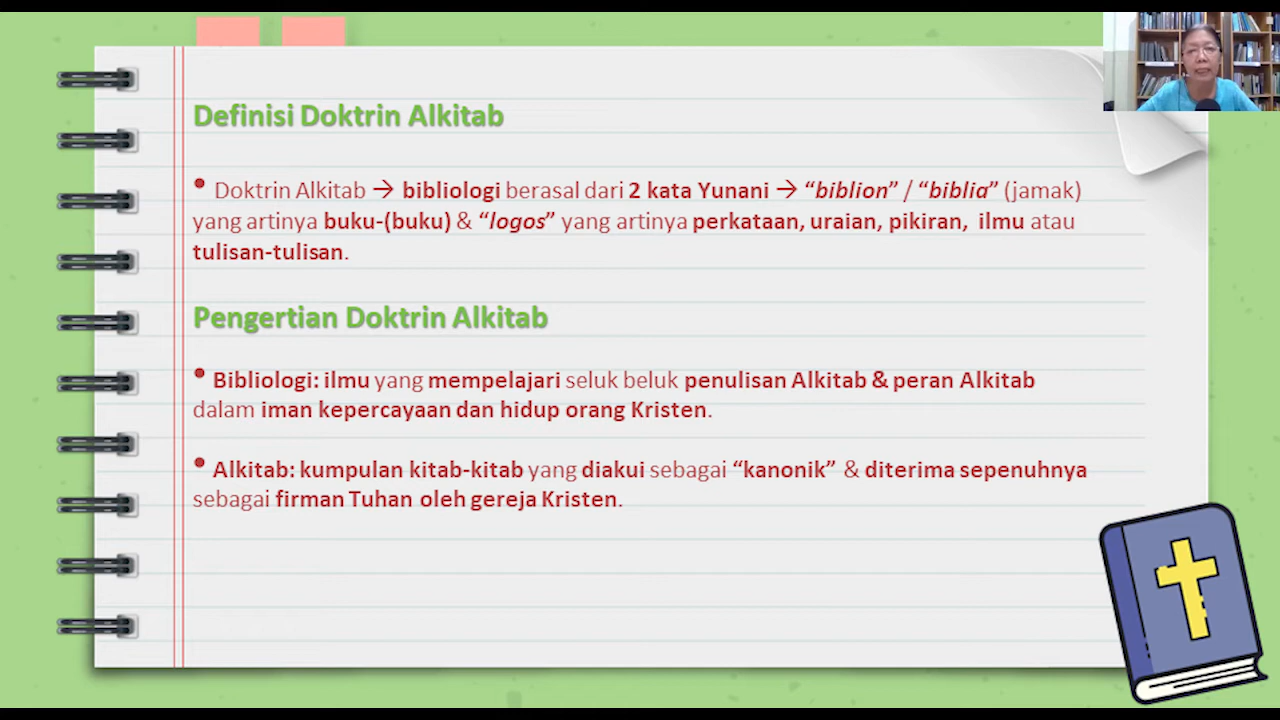 Definisi Doktrin Alkitab
• Doktrin Alkitab → bibliologi berasal dari 2 kata Yunani → “biblion” / “biblia” (jamak)
yang artinya buku-(buku) & “logos” yang artinya perkataan, uraian, pikiran, ilmu atau
tulisan-tulisan.
Pengertian Doktrin Alkitab
• Bibliologi: ilmu yang mempelajari seluk beluk penulisan Alkitab & peran Alkitab
dalam iman kepercayaan dan hidup orang Kristen.
• Alkitab: kumpulan kitab-kitab yang diakui sebagai “kanonik” & diterima sepenuhnya
sebagai firman Tuhan oleh gereja Kristen.